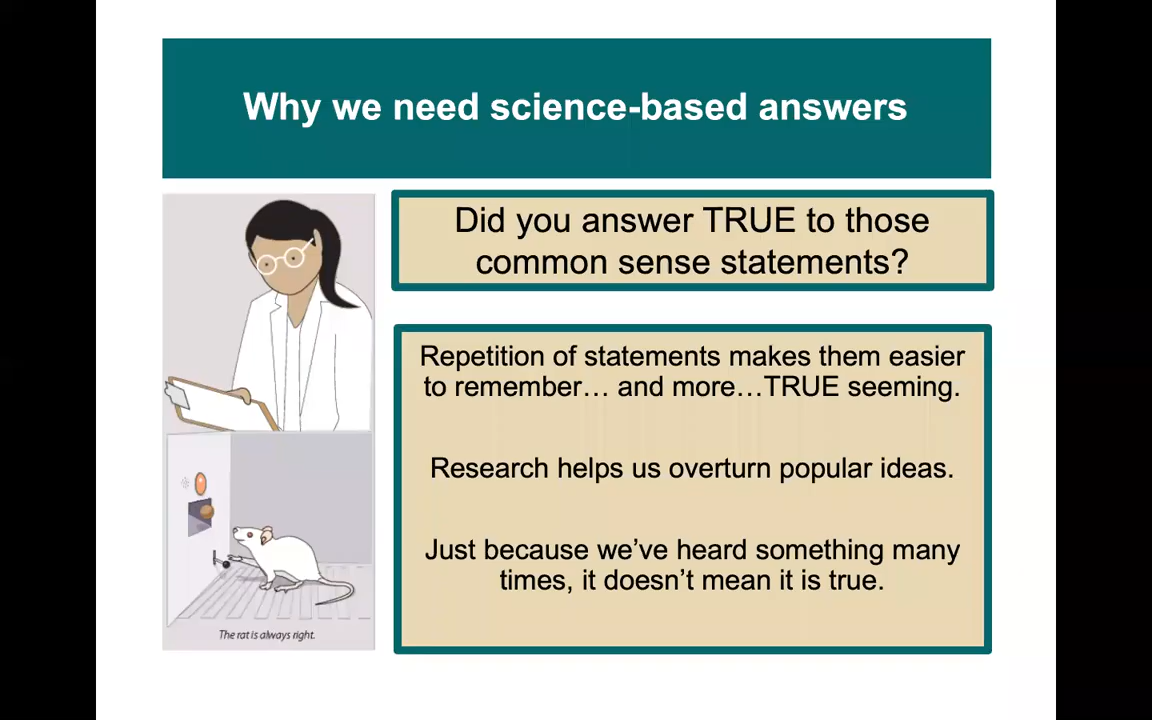 Why we need science-based answers
Did you answer TRUE to those
common sense statements?
Repetition of statements makes them easier
to remember… and more…TRUE seeming.
Research helps us overturn popular ideas.
Just because we’ve heard something many
times, it doesn’t mean it is true.
The rat is always right.